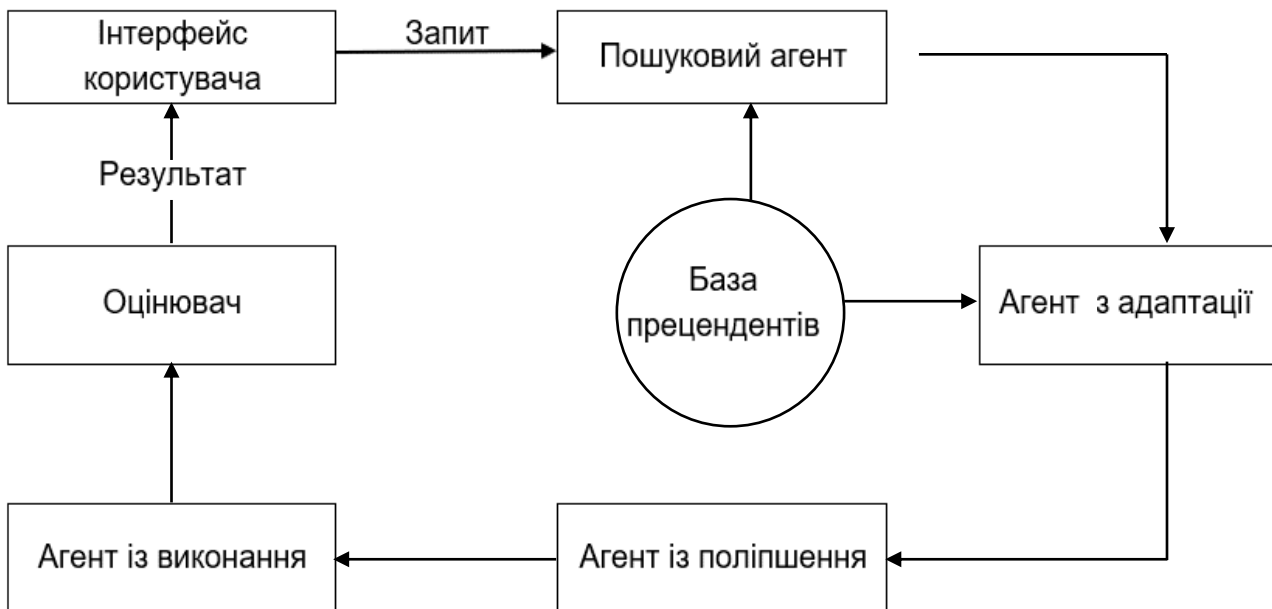 Інтерфейс
користувача
Запит
Пошуковий агент
Результат
Оцінювач
База
прецендентів
Агент з адаптації
Агент із виконання
Агент із поліпшення